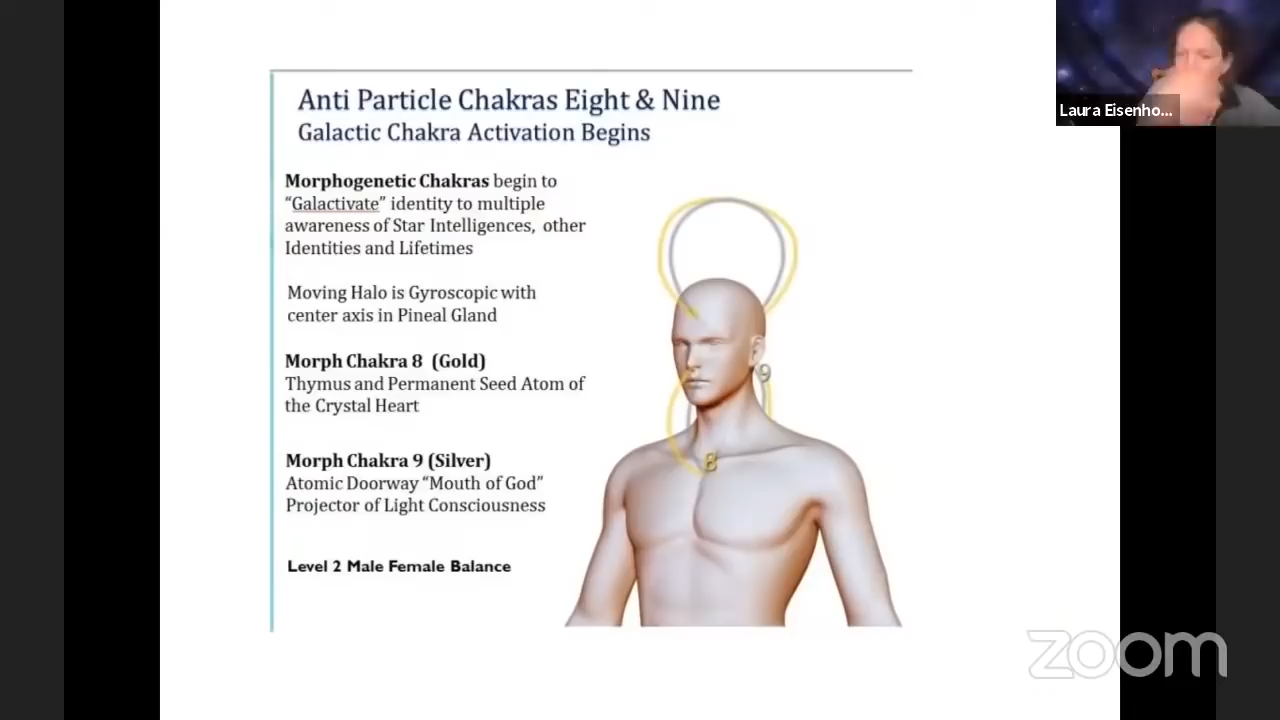 Anti Particle Chakras Eight & Nine
Galactic Chakra Activation Begins
Morphogenetic Chakras begin to
“Galactivate” identity to multiple
awareness of Star Intelligences, other
Identities and Lifetimes
Moving Halo is Gyroscopic with
center axis in Pineal Gland
Morph Chakra 8 (Gold)
Thymus and Permanent Seed Atom of
the Crystal Heart
Morph Chakra 9 (Silver)
Atomic Doorway “Mouth of God”
Projector of Light Consciousness
Level 2 Male Female Balance
9
8
Laura Eisenho...
zoom